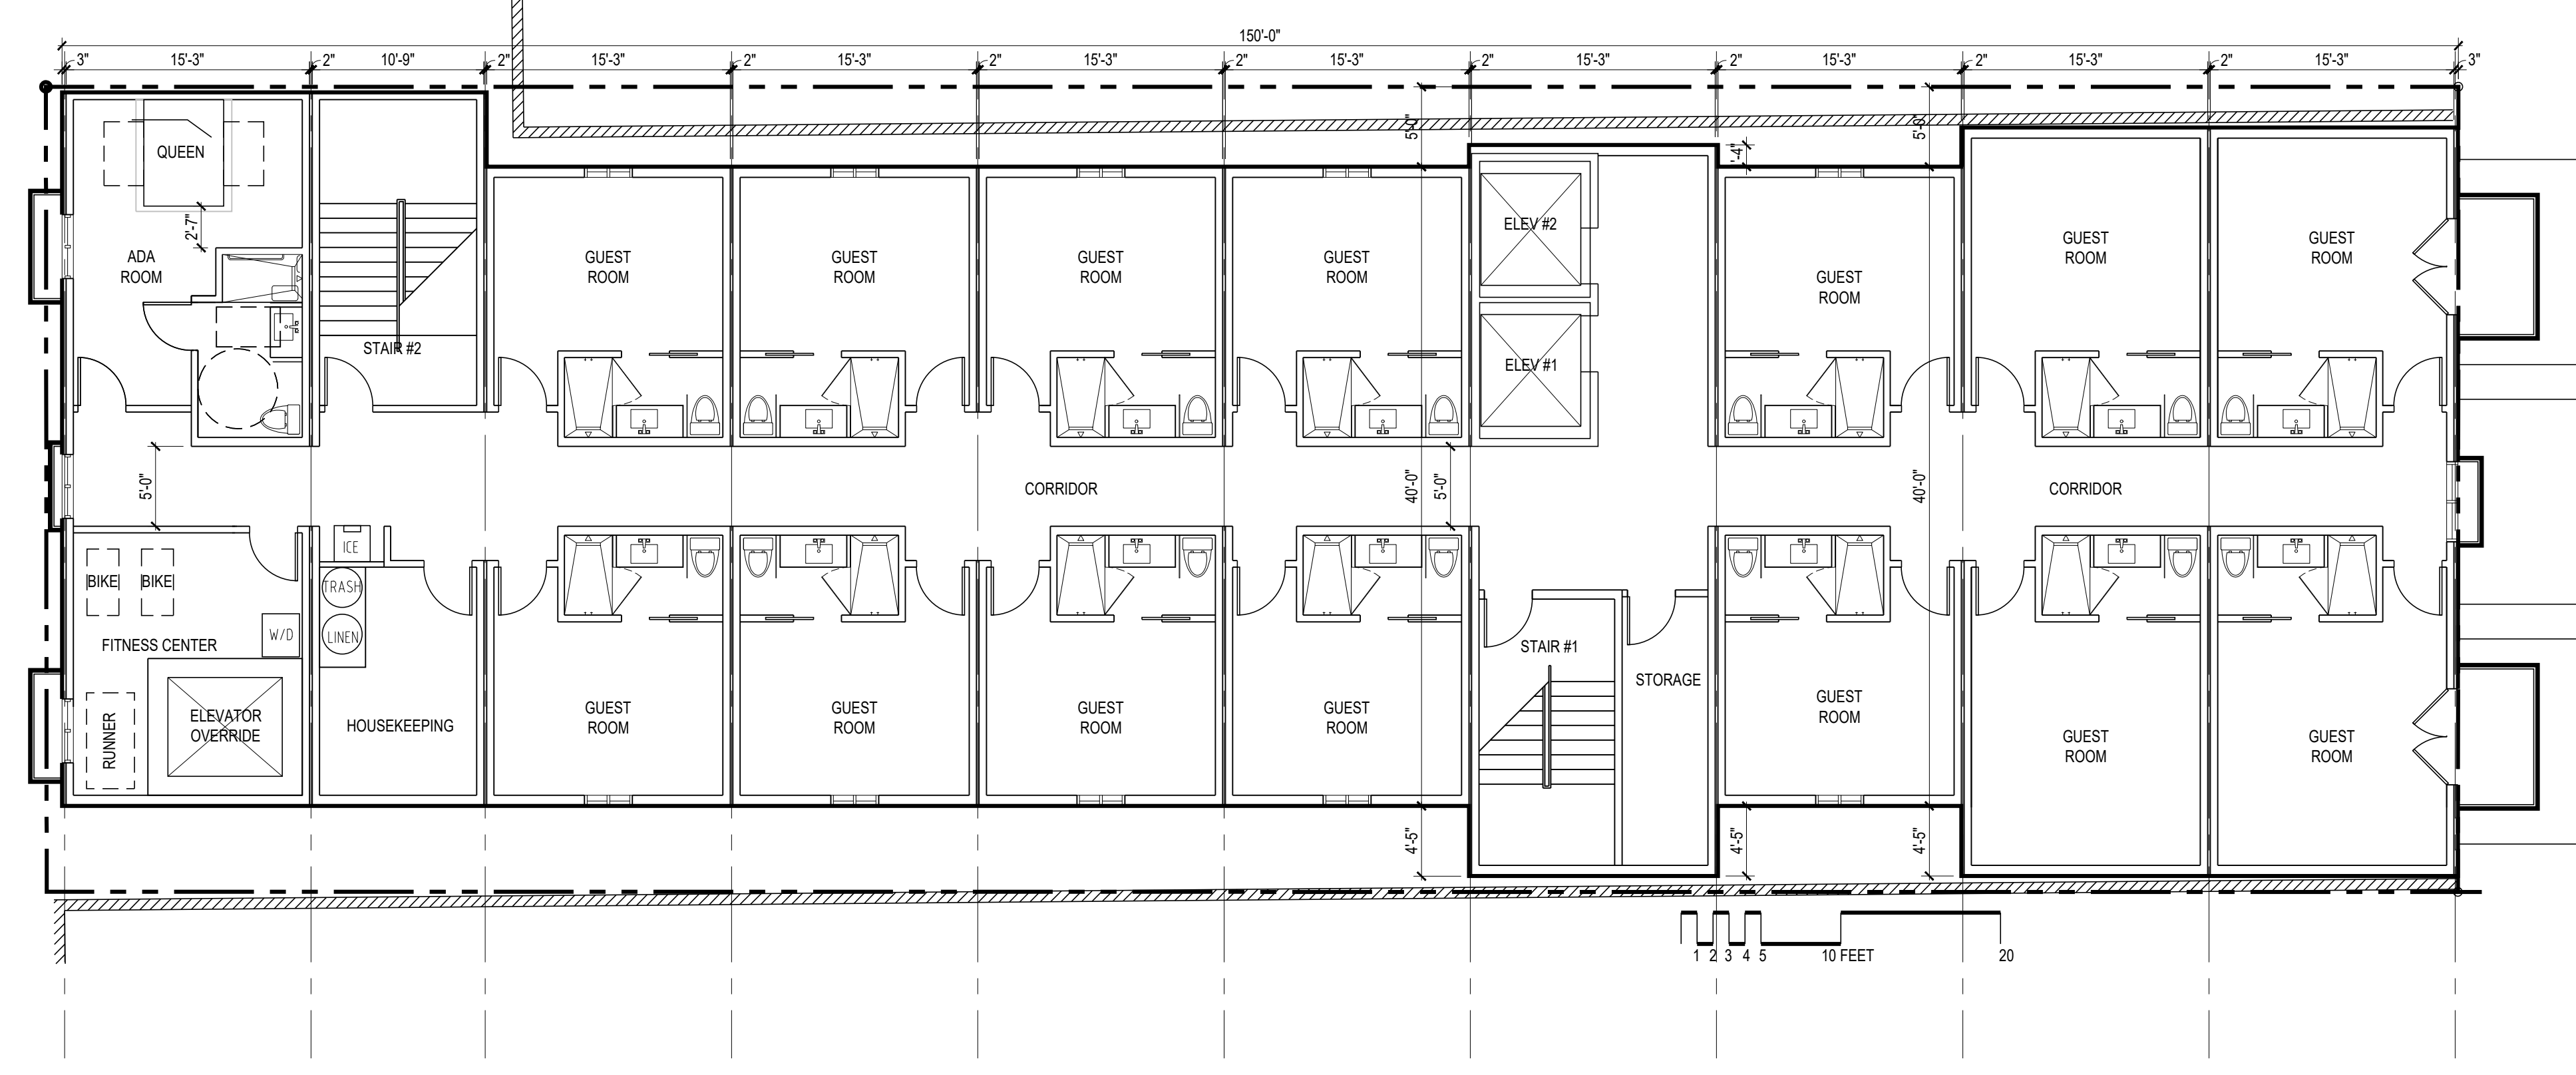 150'-0"
3" 15'-3" 2" 10'-9" 2" 15'-3" 2" 15'-3" 2" 15'-3" 2" 15'-3" 2" 15'-3" 2" 15'-3" 2" 15'-3" 2" 15'-3" 3"
5'-0"
5'-0"
'-4"
QUEEN
2'-7"
ADA
ROOM
STAIR #2
GUEST
ROOM
GUEST
ROOM
GUEST
ROOM
GUEST
ROOM
ELEV #2
ELEV #1
GUEST
ROOM
GUEST
ROOM
GUEST
ROOM
5'-0"
CORRIDOR
40'-0"
5'-0"
40'-0"
CORRIDOR
ICE
BIKE
BIKE
TRASH
W/D
LINEN
FITNESS CENTER
RUNNER
ELEVATOR
OVERRIDE
HOUSEKEEPING
GUEST
ROOM
GUEST
ROOM
GUEST
ROOM
GUEST
ROOM
STAIR #1
STORAGE
GUEST
ROOM
GUEST
ROOM
GUEST
ROOM
4'-5"
4'-5"
4'-5"
1 2 3 4 5 10 FEET 20